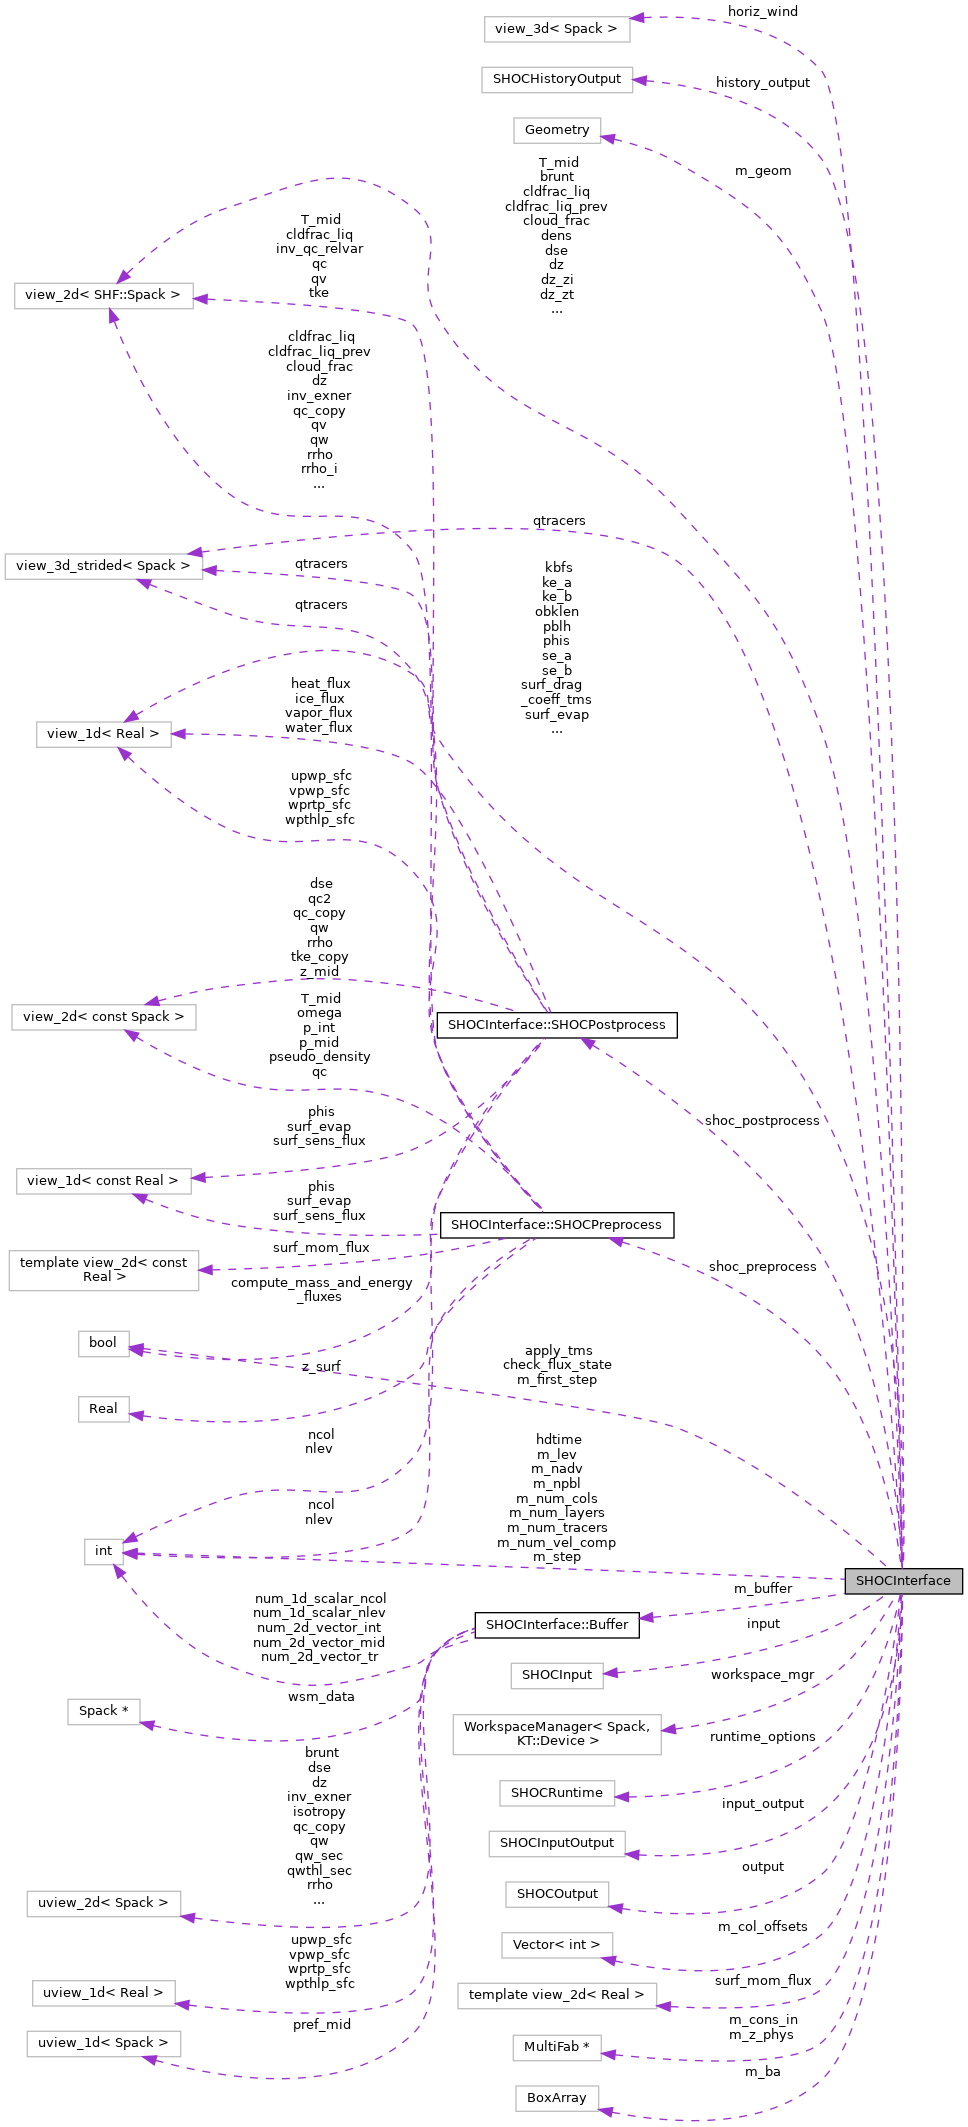 horiz_wind
view_3d< Spack >
SHOCHistoryOutput
history_output
Geometry
m_geom
T_mid
brunt
cldfrac_liq
cldfrac_liq_prev
cloud_frac
dens
dse
dz
dz_zi
dz_zt
...
T_mid
cldfrac_liq
inv_qc_relvar
qc
qv
tke
view_2d< SHF::Spack >
cldfrac_liq
cldfrac_liq_prev
cloud_frac
dz
inv_exner
qc_copy
qv
qw
rrho
rrho_i
...
qtracers
view_3d_strided< Spack >
qtracers
qtracers
kbfs
ke_a
ke_b
obklen
pblh
phis
se_a
se_b
surf_drag
_coeff_tms
surf_evap
...
heat_flux
ice_flux
vapor_flux
water_flux
view_1d< Real >
upwp_sfc
vpwp_sfc
wprtp_sfc
wpthlp_sfc
dse
qc2
qc_copy
qw
rrho
tke_copy
z_mid
view_2d< const Spack >
T_mid
omega
p_int
p_mid
pseudo_density
qc
SHOCInterface::SHOCPostprocess
shoc_postprocess
phis
surf_evap
surf_sens_flux
view_1d< const Real >
phis
surf_evap
surf_sens_flux
SHOCInterface::SHOCPreprocess
shoc_preprocess
surf_mom_flux
template view_2d< const
Real >
compute_mass_and_energy
_fluxes
bool
z_surf
apply_tms
check_flux_state
m_first_step
Real
ncol
nlev
hdtime
m_lev
m_nadv
m_npbl
m_num_cols
m_num_layers
m_num_tracers
m_num_vel_comp
m_step
ncol
nlev
int
SHOCInterface
m_buffer
num_1d_scalar_ncol
num_1d_scalar_nlev
num_2d_vector_int
num_2d_vector_mid
num_2d_vector_tr
SHOCInterface::Buffer
input
SHOCInput
workspace_mgr
wsm_data
Spack *
WorkspaceManager< Spack,
KT::Device >
runtime_options
brunt
dse
dz
inv_exner
isotropy
qc_copy
qw
qw_sec
qwthl_sec
rrho
...
SHOCRuntime
input_output
SHOCInputOutput
output
SHOCOutput
uview_2d< Spack >
m_col_offsets
Vector< int >
upwp_sfc
vpwp_sfc
wprtp_sfc
wpthlp_sfc
surf_mom_flux
uview_1d< Real >
template view_2d< Real >
pref_mid
m_cons_in
m_z_phys
uview_1d< Spack >
MultiFab *
m_ba
BoxArray